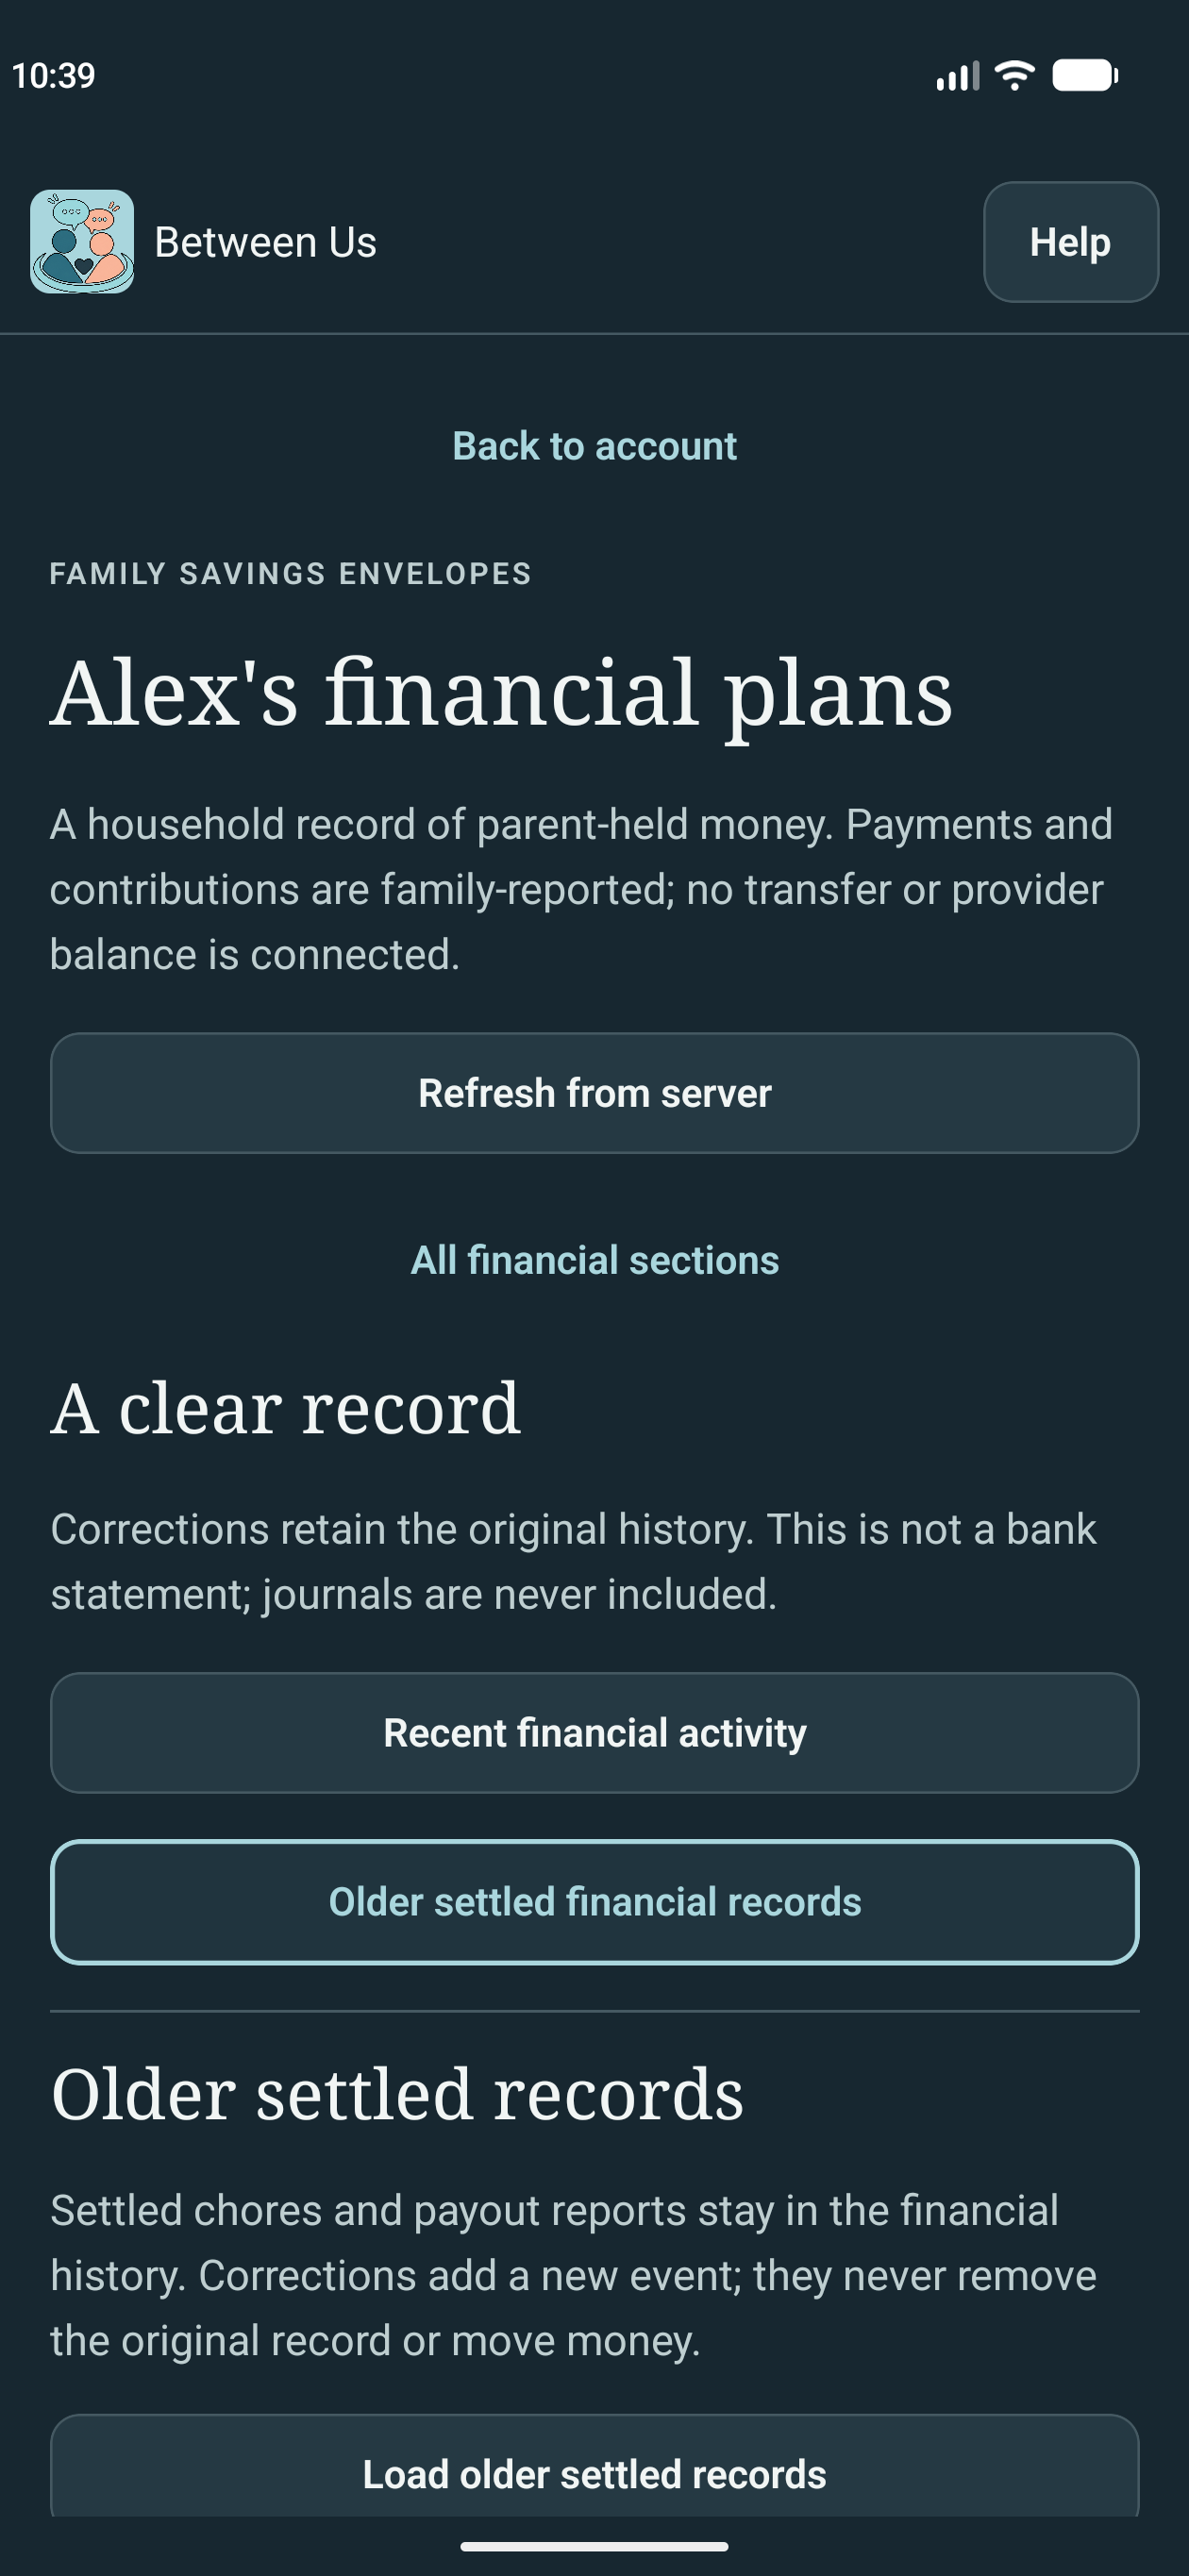 10:39
Between Us
Help
Back to account
FAMILY SAVINGS ENVELOPES
Alex's financial plans
A household record of parent-held money. Payments and
contributions are family-reported; no transfer or provider
balance is connected.
Refresh from server
All financial sections
A clear record
Corrections retain the original history. This is not a bank
statement; journals are never included.
Recent financial activity
Older settled financial records
Older settled records
Settled chores and payout reports stay in the financial
history. Corrections add a new event; they never remove
the original record or move money.
Load older settled records